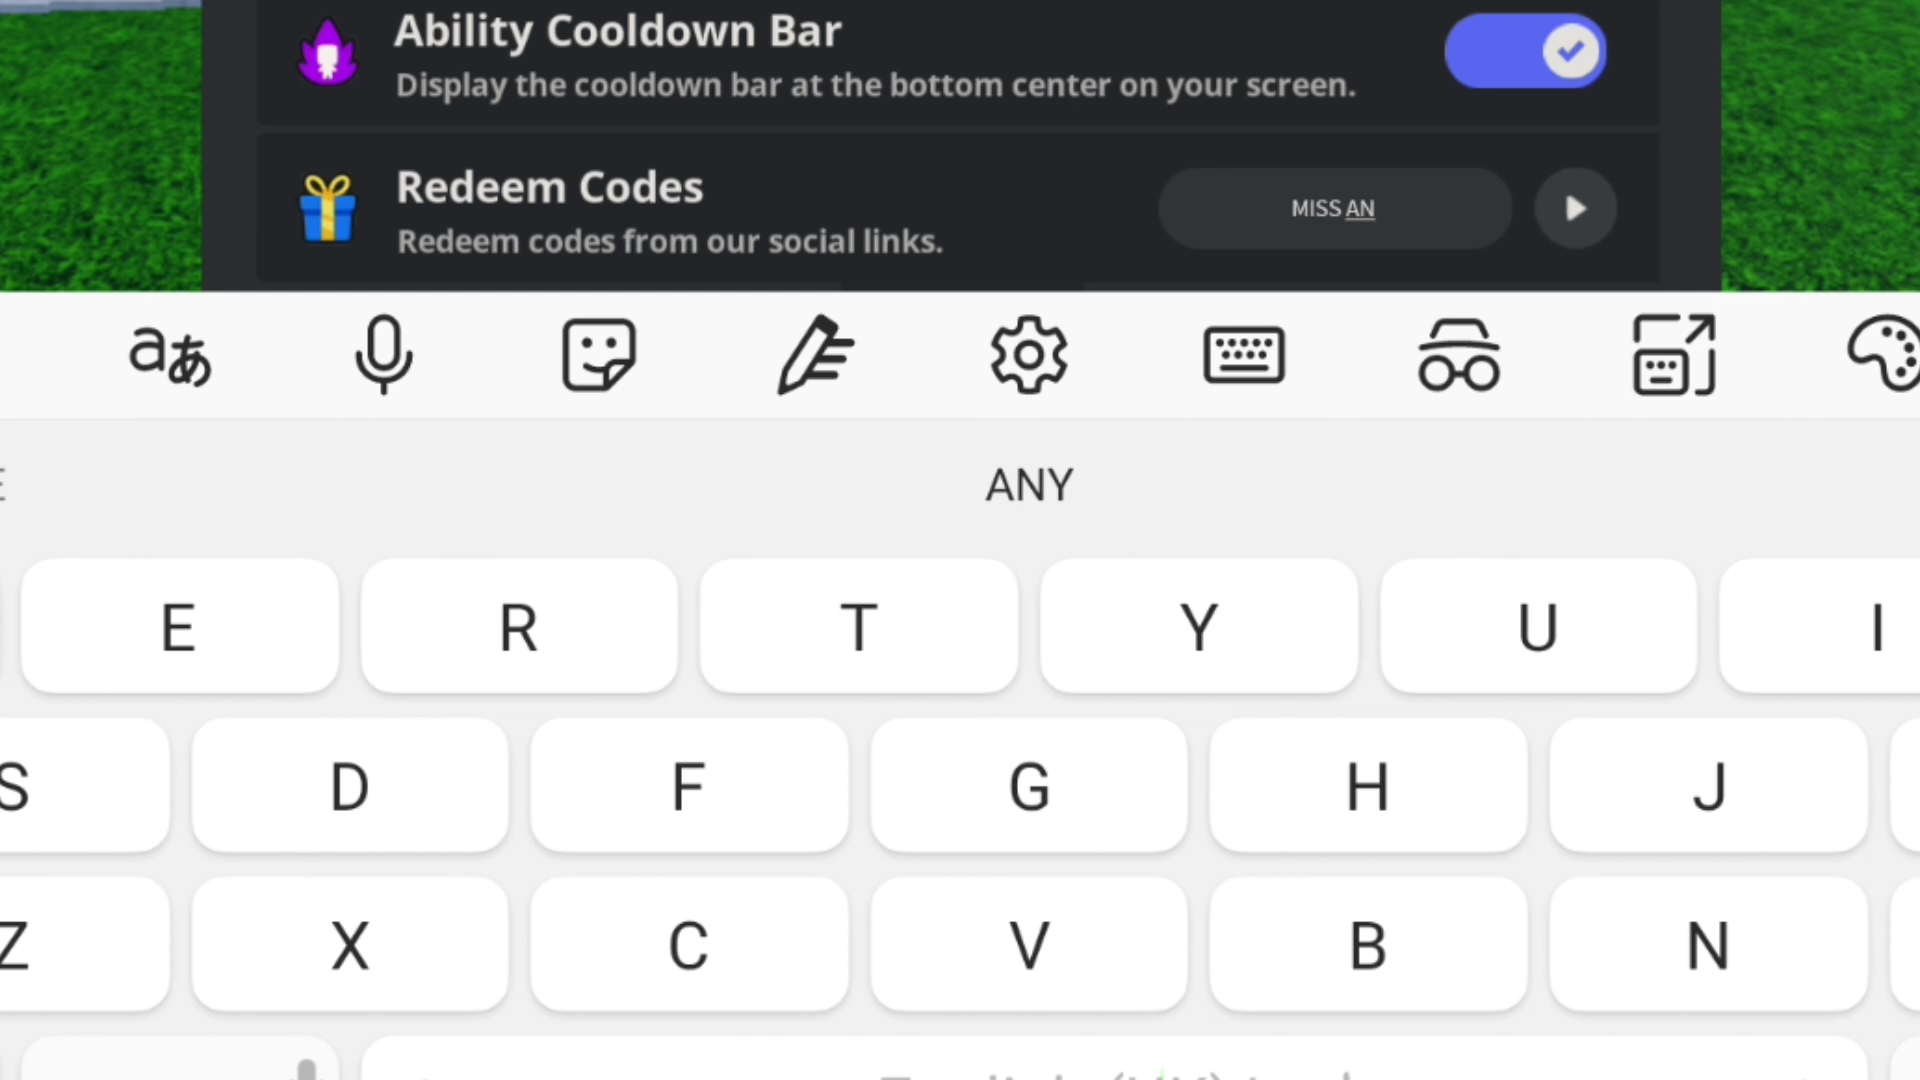 Ability Cooldown Bar
Display the cooldown bar at the bottom center on your screen.
Redeem Codes
Redeem codes from our social links.
MISS AN
aあ
ANY
E R T Y U I
S D F G H J
Z X C V B N